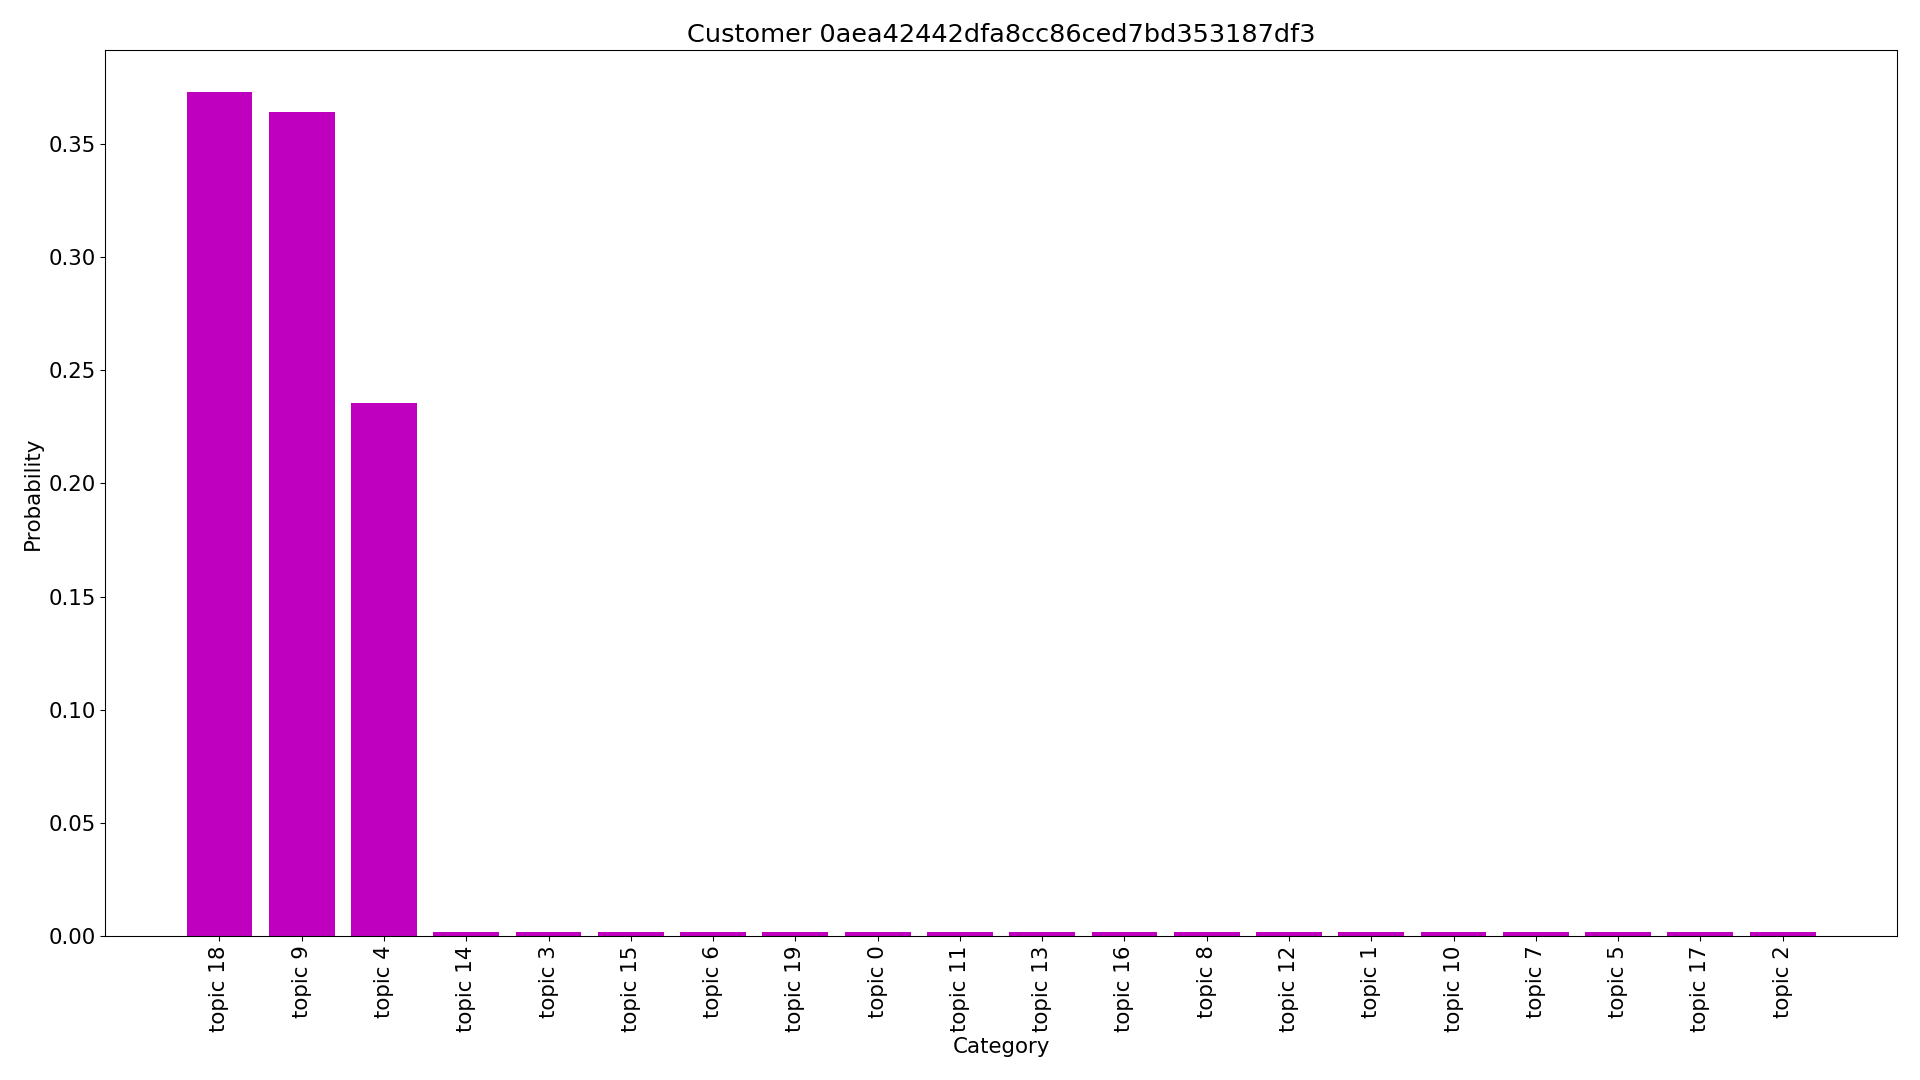 Customer 0aea42442dfa8cc86ced7bd353187df3
Probability
0.35
0.30
0.25
0.20
0.15
0.10
0.05
0.00
topic 18
topic 9
topic 4
topic 14
topic 3
topic 15
topic 6
topic 19
topic 0
topic 11
topic 13
topic 16
topic 8
topic 12
topic 1
topic 10
topic 7
topic 5
topic 17
topic 2
Category